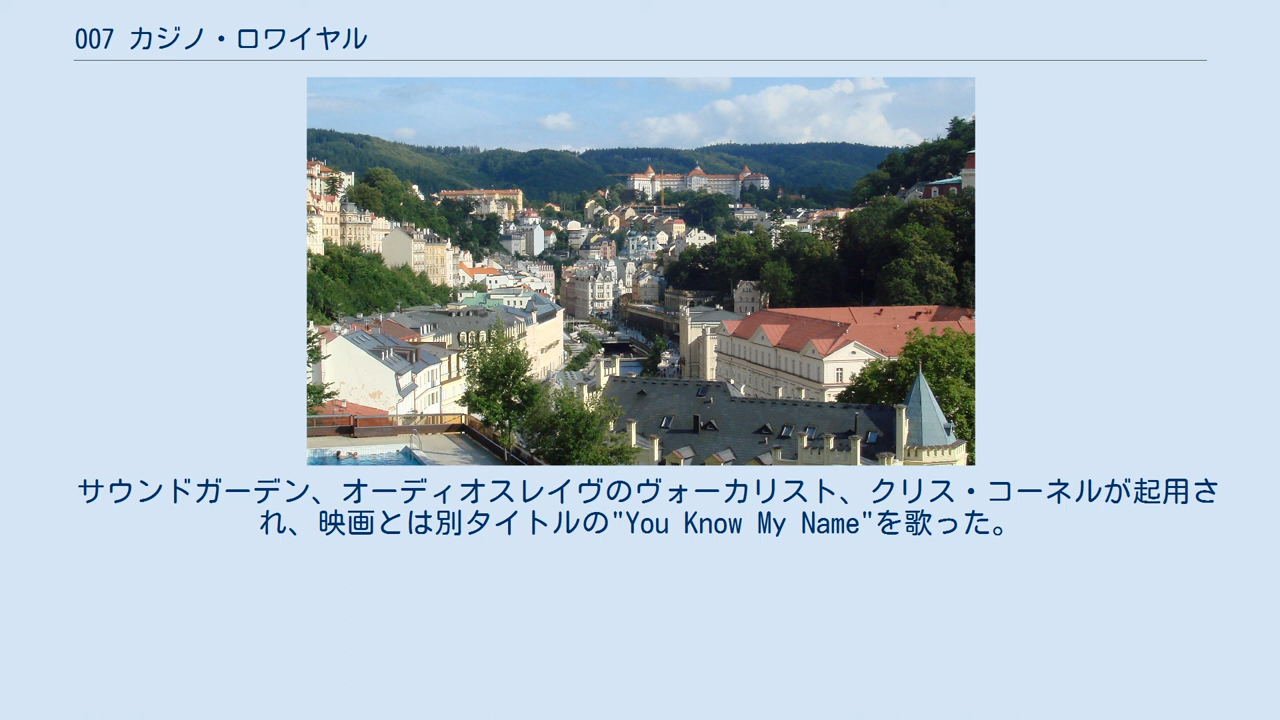 007 カジノ・ロワイヤル
サウンドガーデン、オーディオスレイヴのヴォーカリスト、クリス・コーネルが起用さ
れ、映画とは別タイトルの"You Know My Name"を歌った。